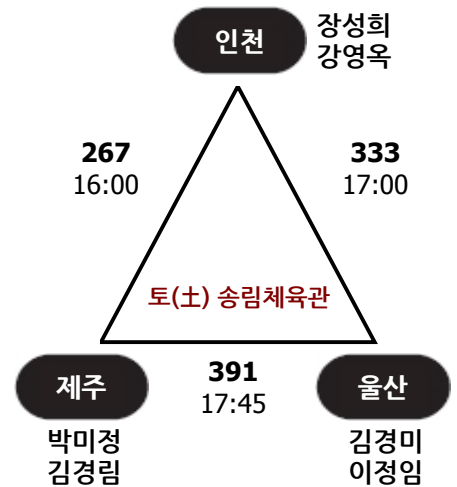 인천
장성희
강영옥
267
16:00
333
17:00
토(土) 송림체육관
제주
391
17:45
울산
박미정
김경림
김경미
이정임